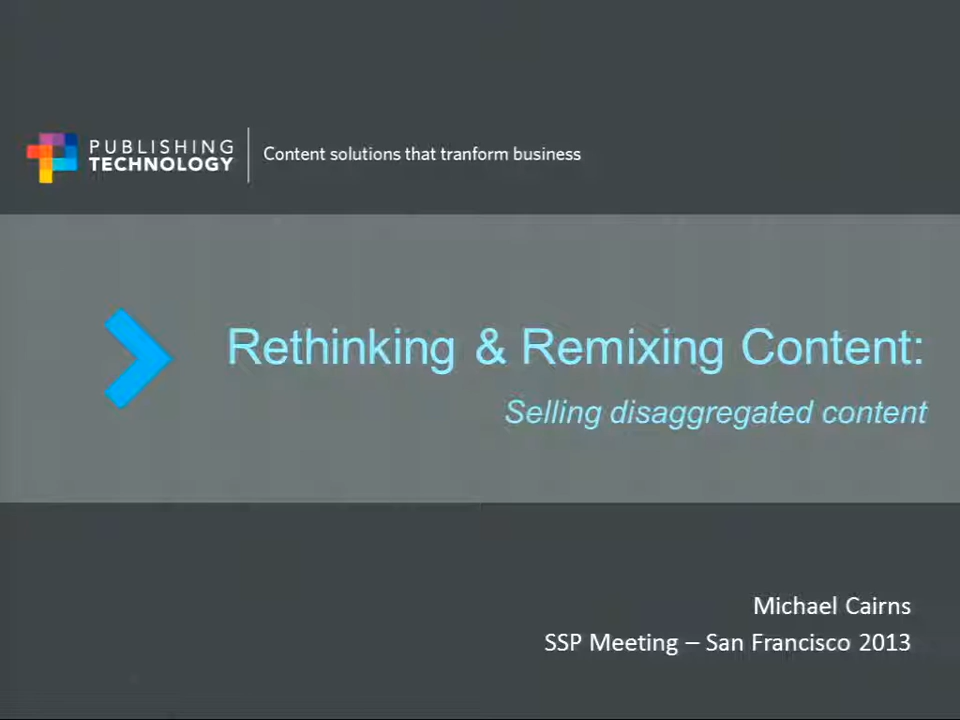 PUBLISHING
TECHNOLOGY
Content solutions that tranform business
Rethinking & Remixing Content:
Selling disaggregated content
Michael Cairns
SSP Meeting – San Francisco 2013